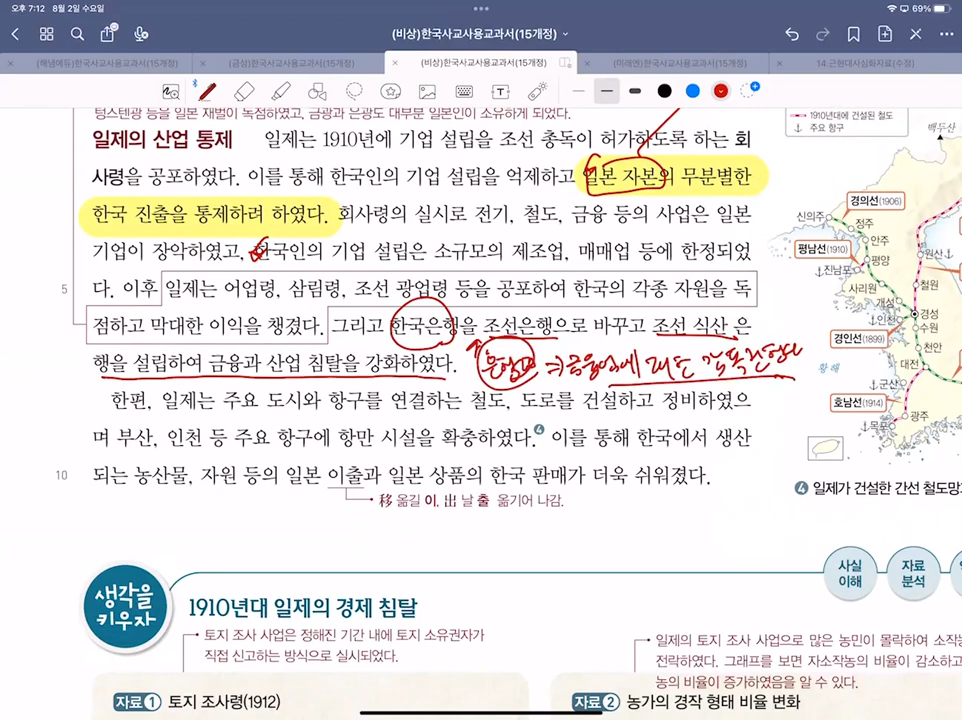 오후 7:12 8월 2일 수요일
69%
(비상)한국사교사용교과서(15개정)
(해냄에듀)한국사교사용교과서(15개정)
(금성)한국사교사용교과서(15개정)
(비상)한국사교사용교과서(15개정)
(미래엔)한국사교사용교과서(15개정)
14.근현대사심화자료(수정)
텅스텐광 등을 일본 재벌이 독점하였고, 금광과 은광도 대부분 일본인이 소유하게 되었다.
일제의 산업 통제 일제는 1910년에 기업 설립을 조선 총독이 허가하도록 하는 회
사령을 공포하였다. 이를 통해 한국인의 기업 설립을 억제하고 일본 자본의 무분별한
한국 진출을 통제하려 하였다. 회사령의 실시로 전기, 철도, 금융 등의 사업은 일본
기업이 장악하였고, 한국인의 기업 설립은 소규모의 제조업, 매매업 등에 한정되었
5 다. 이후 일제는 어업령, 삼림령, 조선 광업령 등을 공포하여 한국의 각종 자원을 독
점하고 막대한 이익을 챙겼다. 그리고 한국은행을 조선은행으로 바꾸고 조선 식산 은
행을 설립하여 금융과 산업 침탈을 강화하였다.
은행령 ⇒ 금융업에 대한
한편, 일제는 주요 도시와 항구를 연결하는 철도, 도로를 건설하고 정비하였으
며 부산, 인천 등 주요 항구에 항만 시설을 확충하였다.❹ 이를 통해 한국에서 생산
10 되는 농산물, 자원 등의 일본 이출과 일본 상품의 한국 판매가 더욱 쉬워졌다.
移 옮길 이, 出 날 출 옮기어 나감.
1910년대에 건설된 철도
주요 항구
백두산
경의선(1906)
신의주
정주
안주
평남선(1910)
평양
진남포
원산
사리원
철원
개성
경성
인천
수원
경인선(1899)
천안
황해
대전
군산
호남선(1914)
광주
목포
❹ 일제가 건설한 간선 철도망
생각을
키우자
1910년대 일제의 경제 침탈
사실
이해
자료
분석
토지 조사 사업은 정해진 기간 내에 토지 소유권자가
직접 신고하는 방식으로 실시되었다.
일제의 토지 조사 사업으로 많은 농민이 몰락하여 소작
전락하였다. 그래프를 보면 자소작농의 비율이 감소하고
농의 비율이 증가하였음을 알 수 있다.
자료 1 토지 조사령(1912)
자료 2 농가의 경작 형태 비율 변화